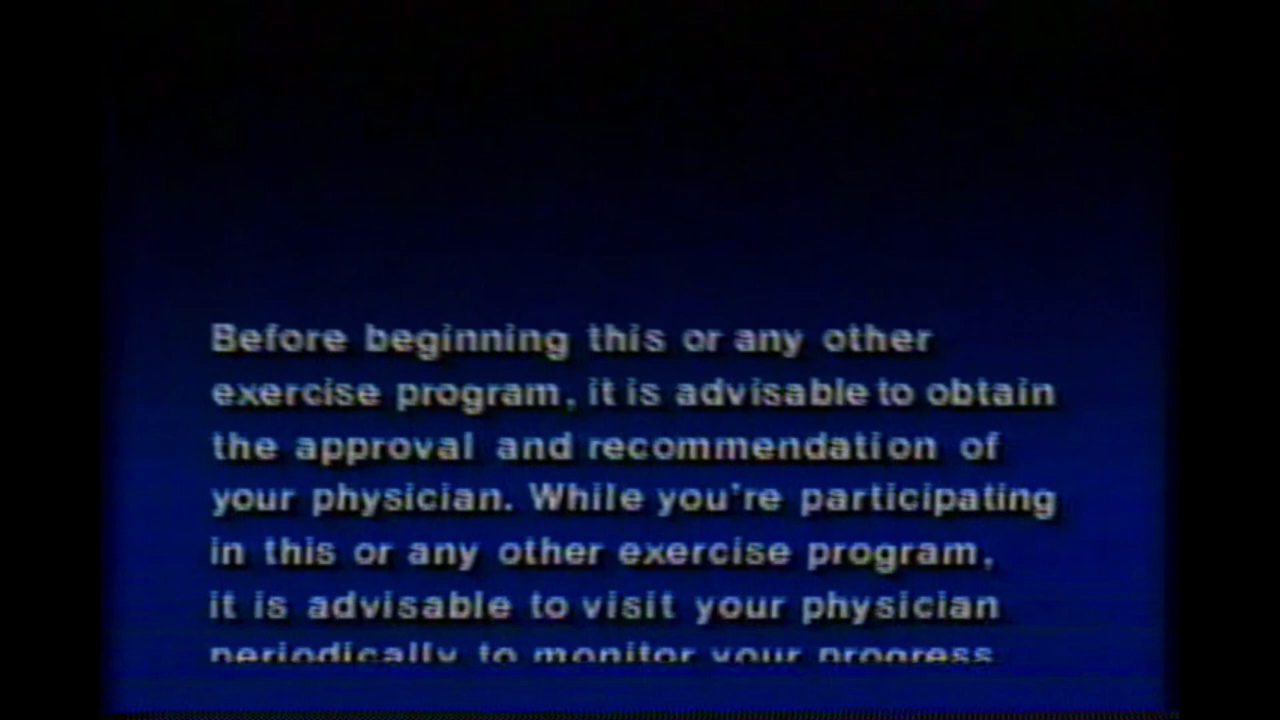 Before beginning this or any other
exercise program, it is advisable to obtain
the approval and recommendation of
your physician. While you're participating
in this or any other exercise program,
it is advisable to visit your physician
periodically to monitor your progress